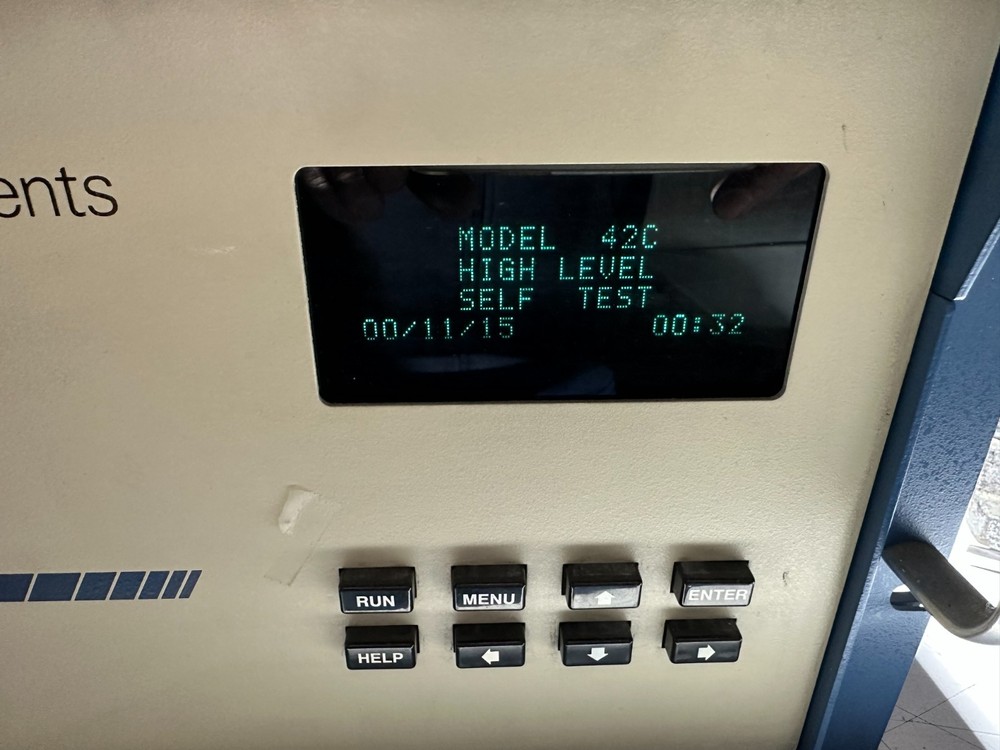 ents
MODEL 42C
HIGH LEVEL
SELF TEST
00/11/15 00:32
RUN MENU ENTER
HELP